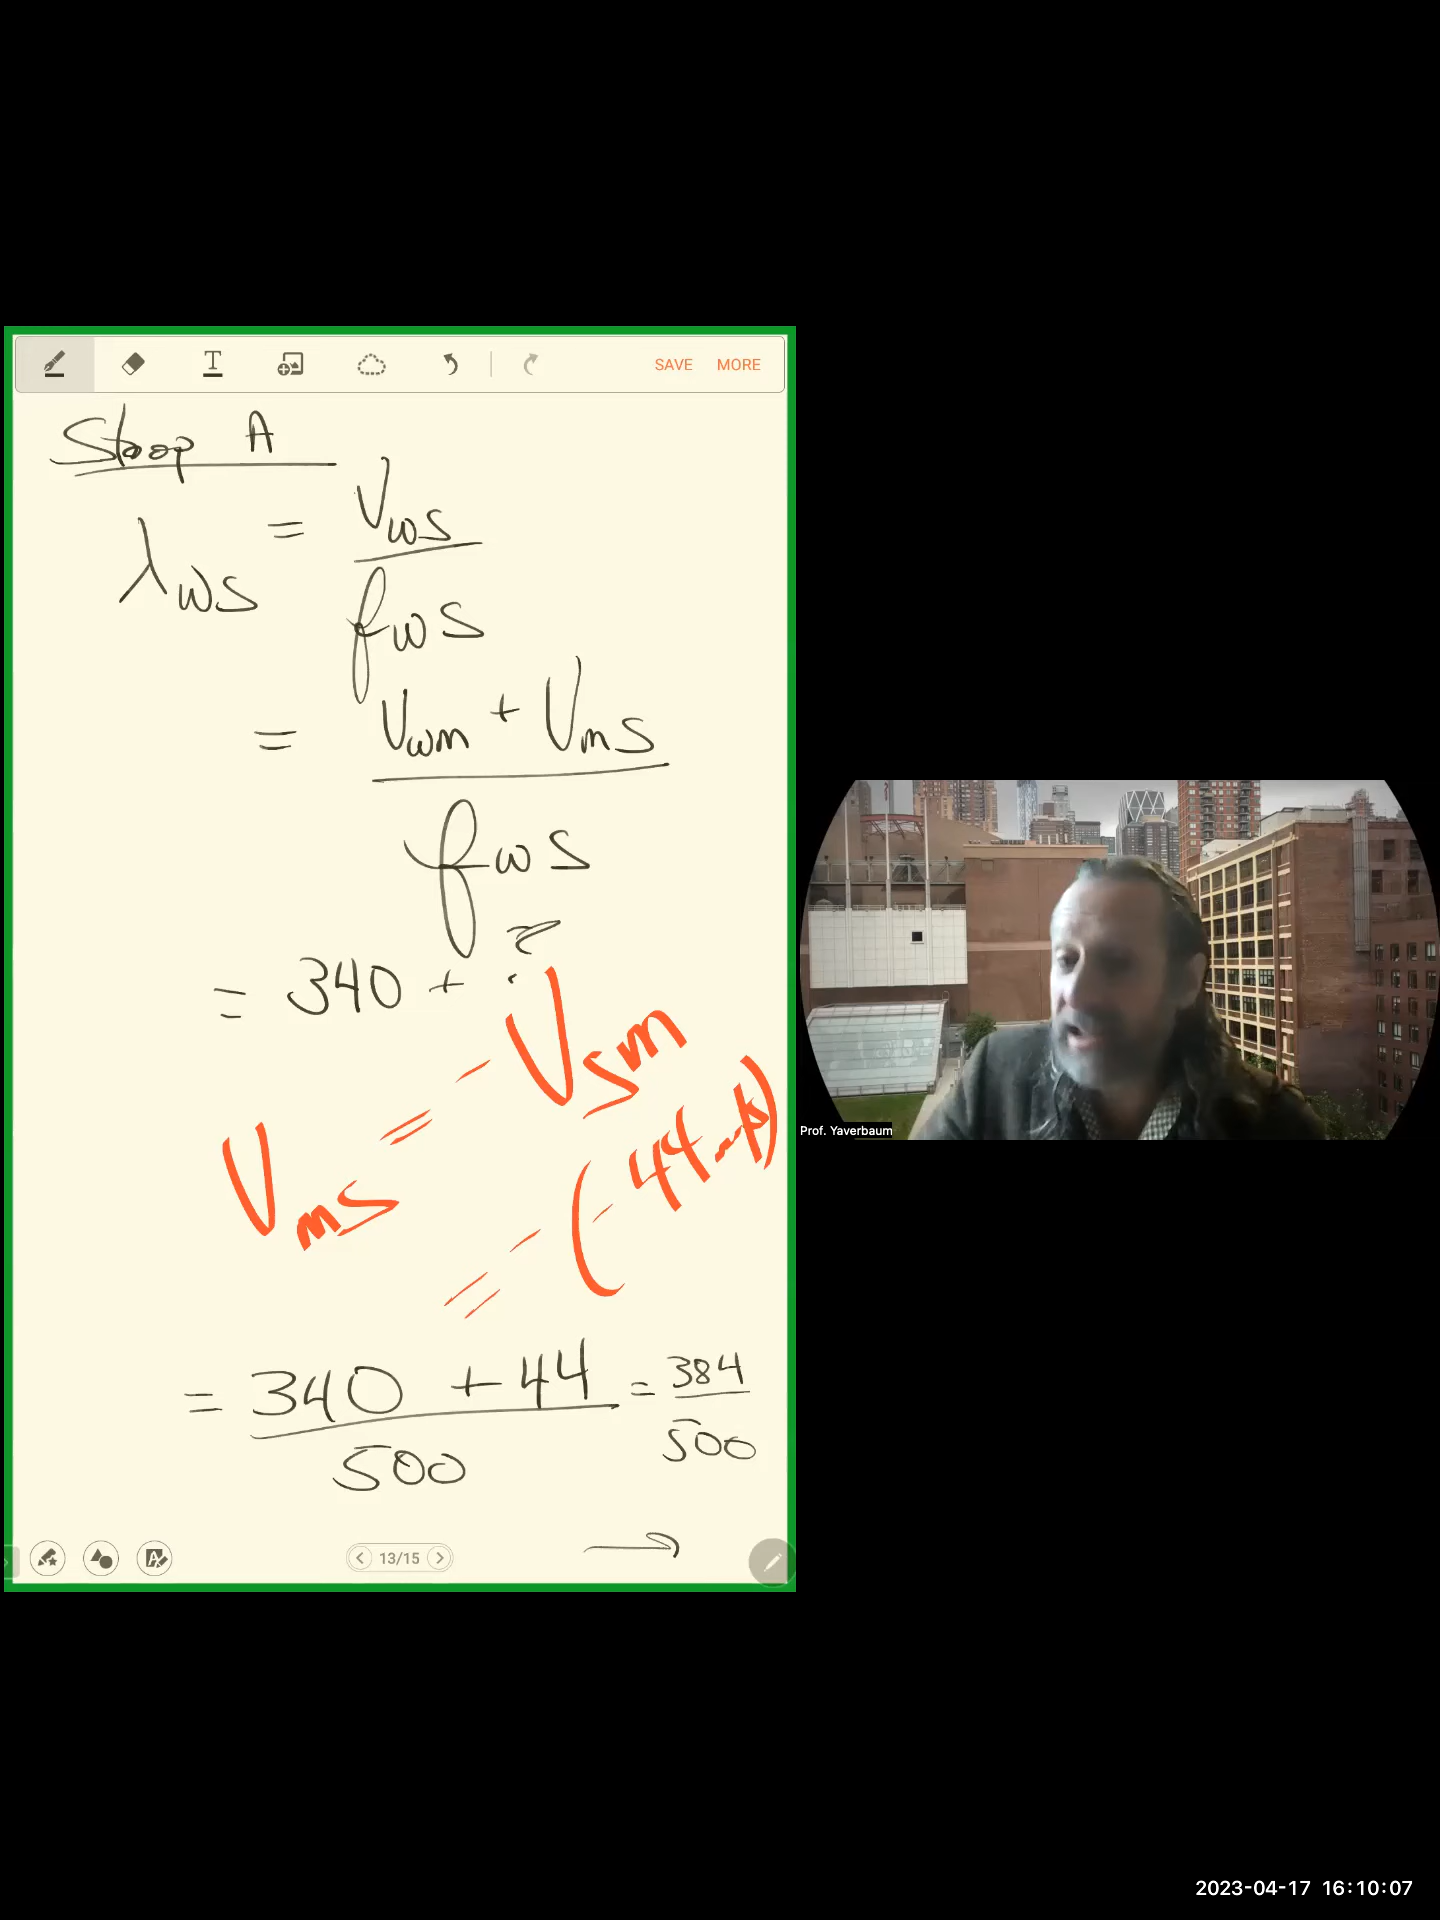 T SAVE MORE
Stoop A
λws = Vws
fws
= Vwm + Vms
fws
= 340 + ?
Vms = - Vsm
= - (- 44 m/s)
= 340 + 44 = 384
500 500
→
A
< 13/15 >
Prof. Yaverbaum
2023-04-17 16:10:07